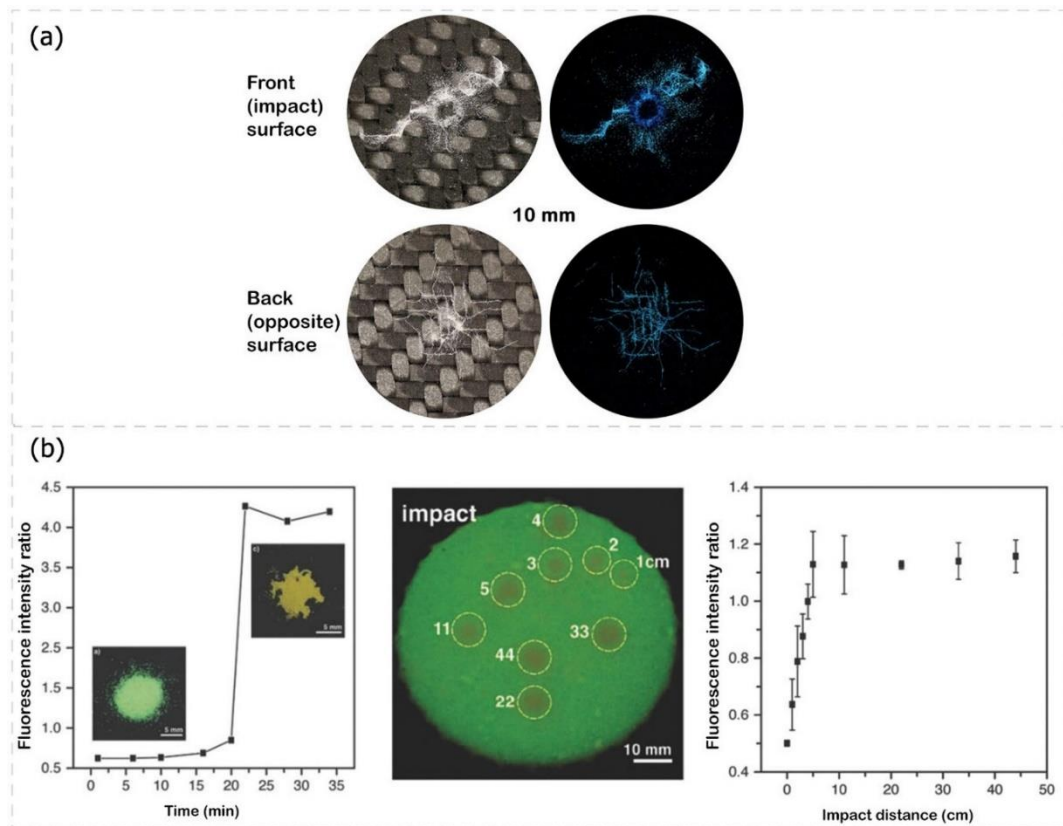 (a)
Front
(impact)
surface
10 mm
Back
(opposite)
surface
(b)
Fluorescence intensity ratio
4.5
4.0
3.5
3.0
2.5
2.0
1.5
1.0
0.5
c)
5 mm
5 mm
0 5 10 15 20 25 30 35
Time (min)
impact
4
2
3
1cm
5
11
33
44
22
10 mm
Fluorescence intensity ratio
1.4
1.2
1.0
0.8
0.6
0.4
0 10 20 30 40 50
Impact distance (cm)